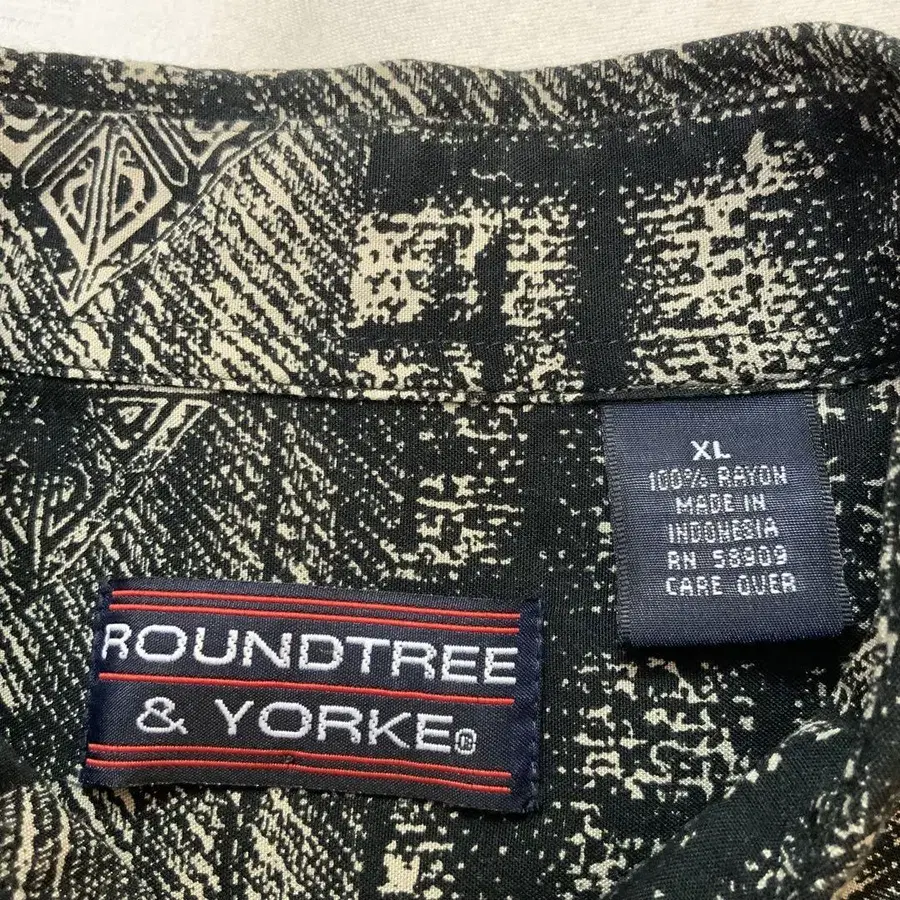 XL
100% RAYON
MADE IN
INDONESIA
RN 58909
CARE OVER
ROUNDTREE
& YORKE®